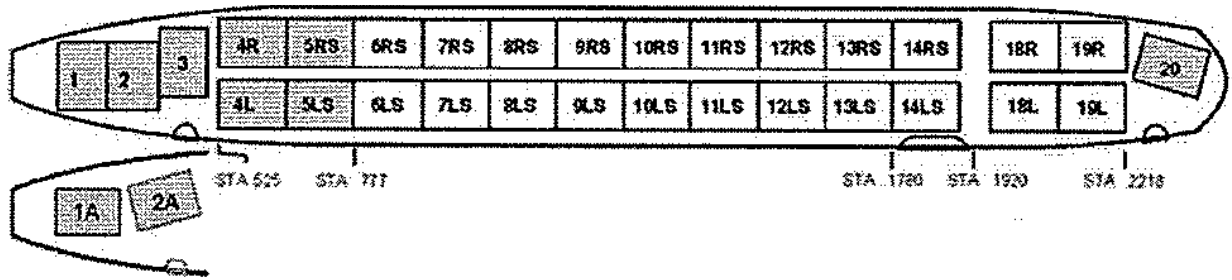 4R 5RS 6RS 7RS 8RS 9RS 10RS 11RS 12RS 13RS 14RS 18R 19R
1 2 3 20
4L 5LS 6LS 7LS 8LS 9LS 10LS 11LS 12LS 13LS 14LS 18L 19L
STA 525 STA 777 STA 1780 STA 1920 STA 2218
1A 2A